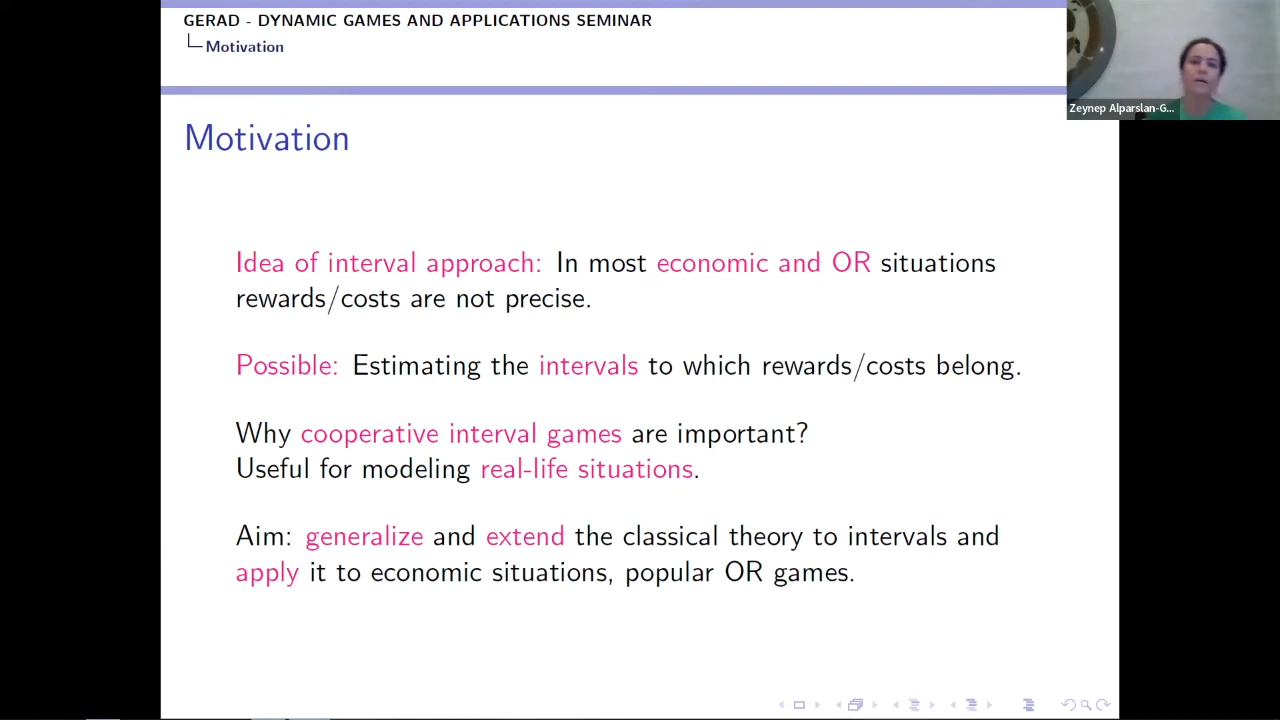 GERAD - DYNAMIC GAMES AND APPLICATIONS SEMINAR
Motivation
Zeynep Alparslan-G...
Motivation
Idea of interval approach: In most economic and OR situations
rewards/costs are not precise.
Possible: Estimating the intervals to which rewards/costs belong.
Why cooperative interval games are important?
Useful for modeling real-life situations.
Aim: generalize and extend the classical theory to intervals and
apply it to economic situations, popular OR games.